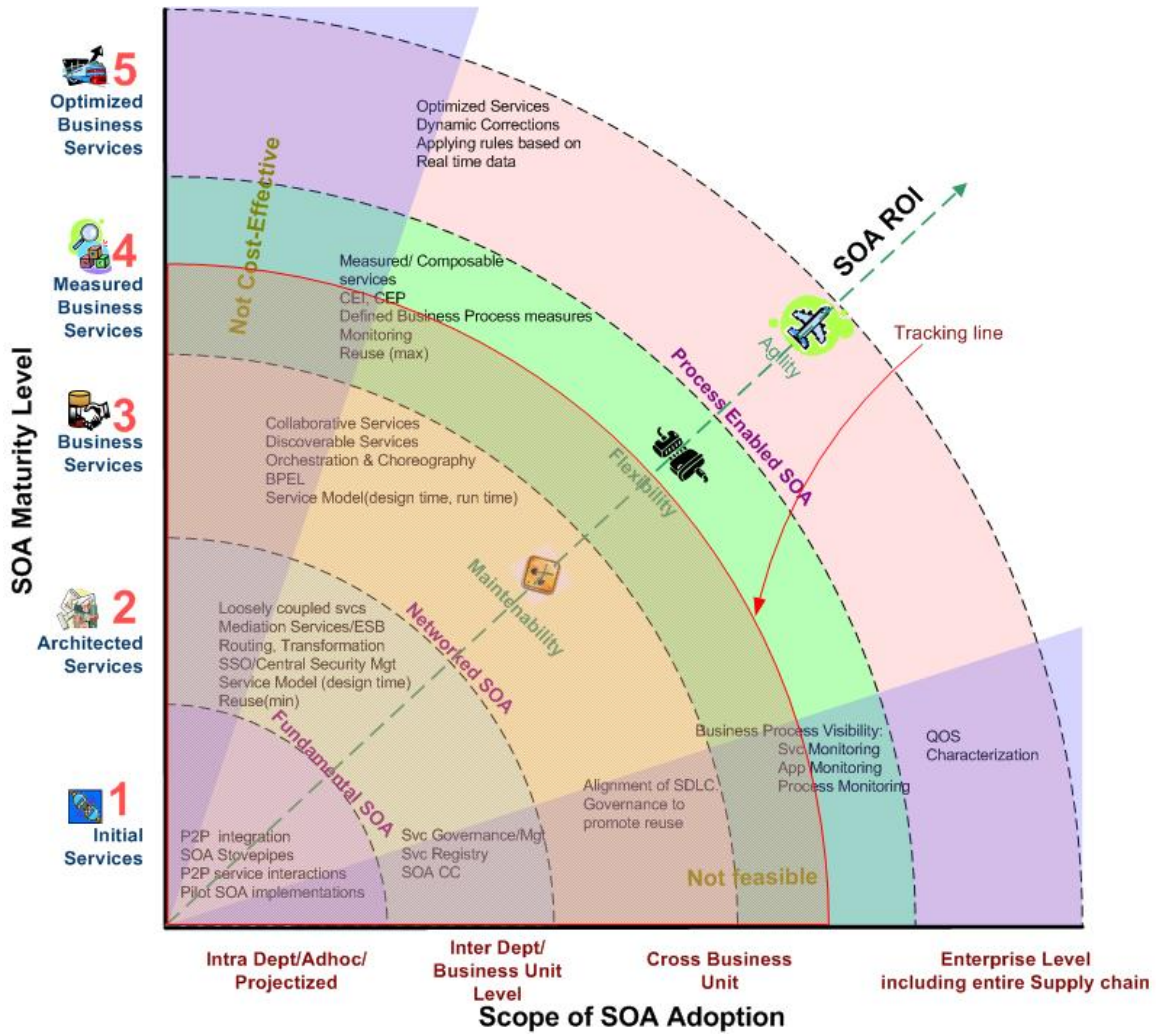 5
Optimized
Business
Services
4
Measured
Business
Services
3
Business
Services
2
Architected
Services
1
Initial
Services
SOA Maturity Level
Not Cost-Effective
Optimized Services
Dynamic Corrections
Applying rules based on
Real time data
Measured/ Composable
services
CEI, CEP
Defined Business Process measures
Monitoring
Reuse (max)
Collaborative Services
Discoverable Services
Orchestration & Choreography
BPEL
Service Model(design time, run time)
Loosely coupled svcs
Mediation Services/ESB
Routing, Transformation
SSO/Central Security Mgt
Service Model (design time)
Reuse(min)
P2P integration
SOA Stovepipes
P2P service interactions
Pilot SOA implementations
Fundamental SOA
Networked SOA
Process Enabled SOA
Maintenability
Flexibility
Agility
SOA ROI
Tracking line
Svc Governance/Mgt
Svc Registry
SOA CC
Alignment of SDLC.
Governance to
promote reuse
Business Process Visibility:
Svc Monitoring
App Monitoring
Process Monitoring
QOS
Characterization
Not feasible
Intra Dept/Adhoc/
Projectized
Inter Dept/
Business Unit
Level
Cross Business
Unit
Enterprise Level
including entire Supply chain
Scope of SOA Adoption